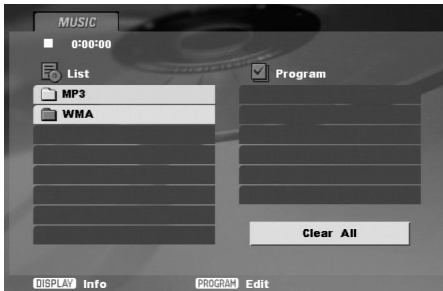 MUSIC
0:00:00
List
Program
MP3
WMA
Clear All
DISPLAY Info
PROGRAM Edit